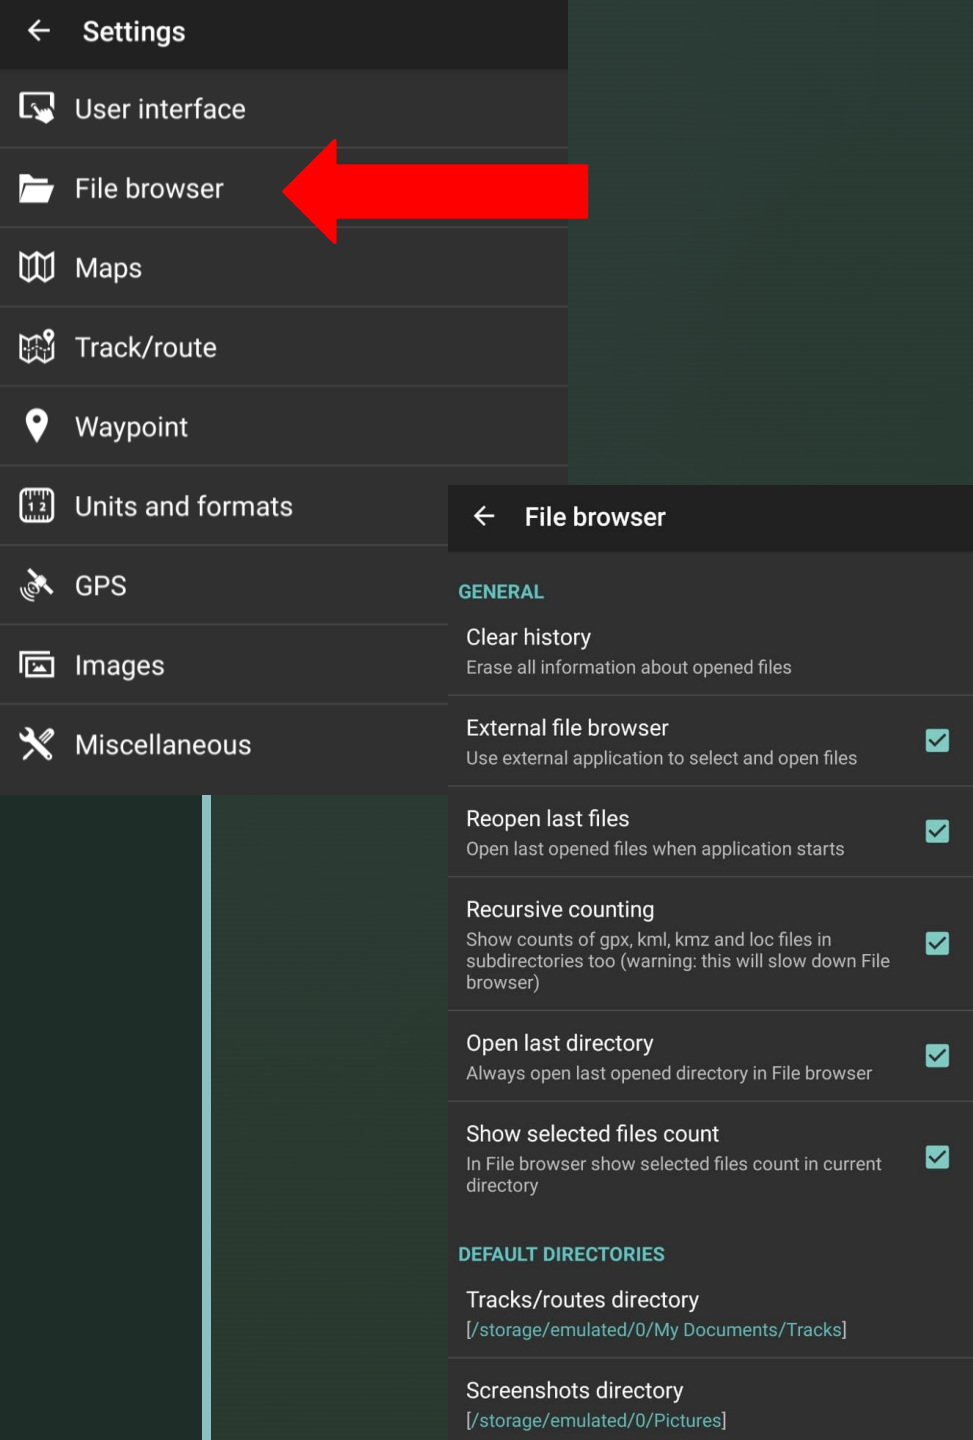 Settings
User interface
File browser
Maps
Track/route
Waypoint
Units and formats
1 2
GPS
Images
Miscellaneous
File browser
GENERAL
Clear history
Erase all information about opened files
External file browser
Use external application to select and open files
Reopen last files
Open last opened files when application starts
Recursive counting
Show counts of gpx, kml, kmz and loc files in
subdirectories too (warning: this will slow down File
browser)
Open last directory
Always open last opened directory in File browser
Show selected files count
In File browser show selected files count in current
directory
DEFAULT DIRECTORIES
Tracks/routes directory
[/storage/emulated/0/My Documents/Tracks]
Screenshots directory
[/storage/emulated/0/Pictures]